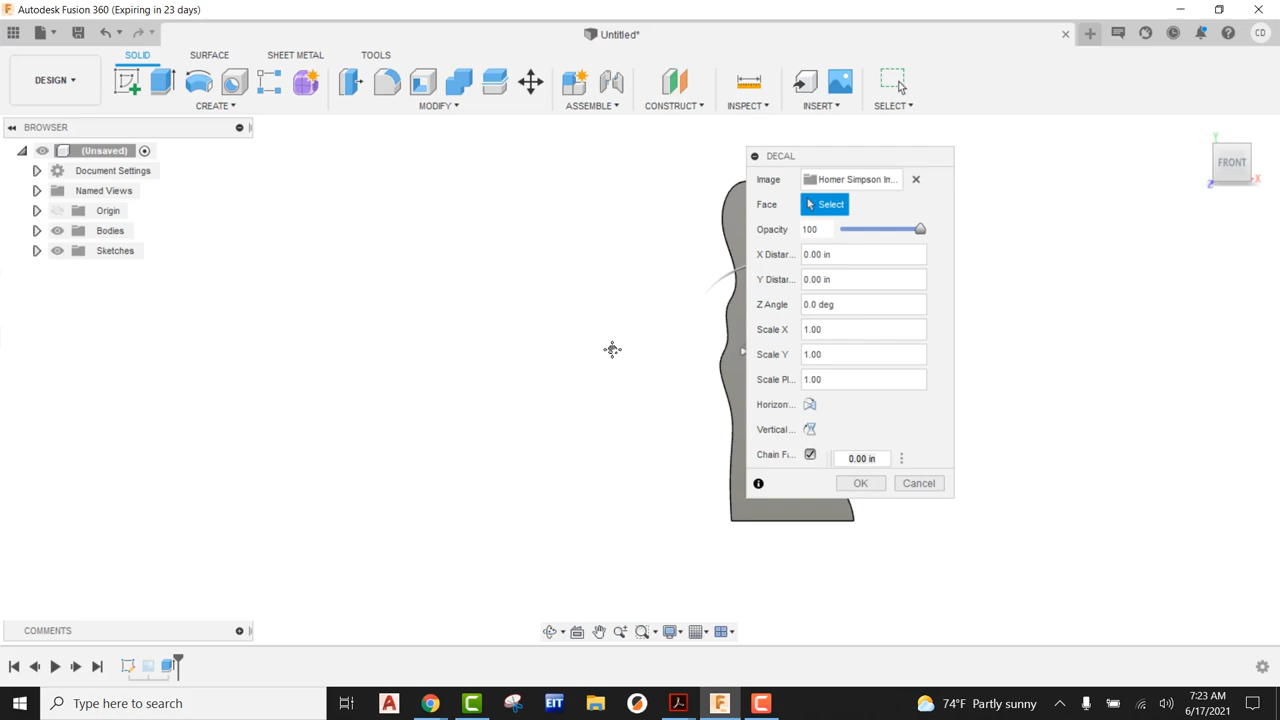 Autodesk Fusion 360 (Expiring in 23 days)
Untitled*
CD
SOLID SURFACE SHEET METAL TOOLS
DESIGN
CREATE MODIFY ASSEMBLE CONSTRUCT INSPECT INSERT SELECT
BROWSER
(Unsaved)
Document Settings
Named Views
Origin
Bodies
Sketches
Y
FRONT
Z
X
DECAL
Image Homer Simpson Im...
Face Select
Opacity 100
X Distar... 0.00 in
Y Distar... 0.00 in
Z Angle 0.0 deg
Scale X 1.00
Scale Y 1.00
Scale Pl... 1.00
Horizon...
Vertical ...
Chain Fa... 0.00 in
OK Cancel
COMMENTS
Type here to search
EIT
74°F Partly sunny
7:23 AM
6/17/2021